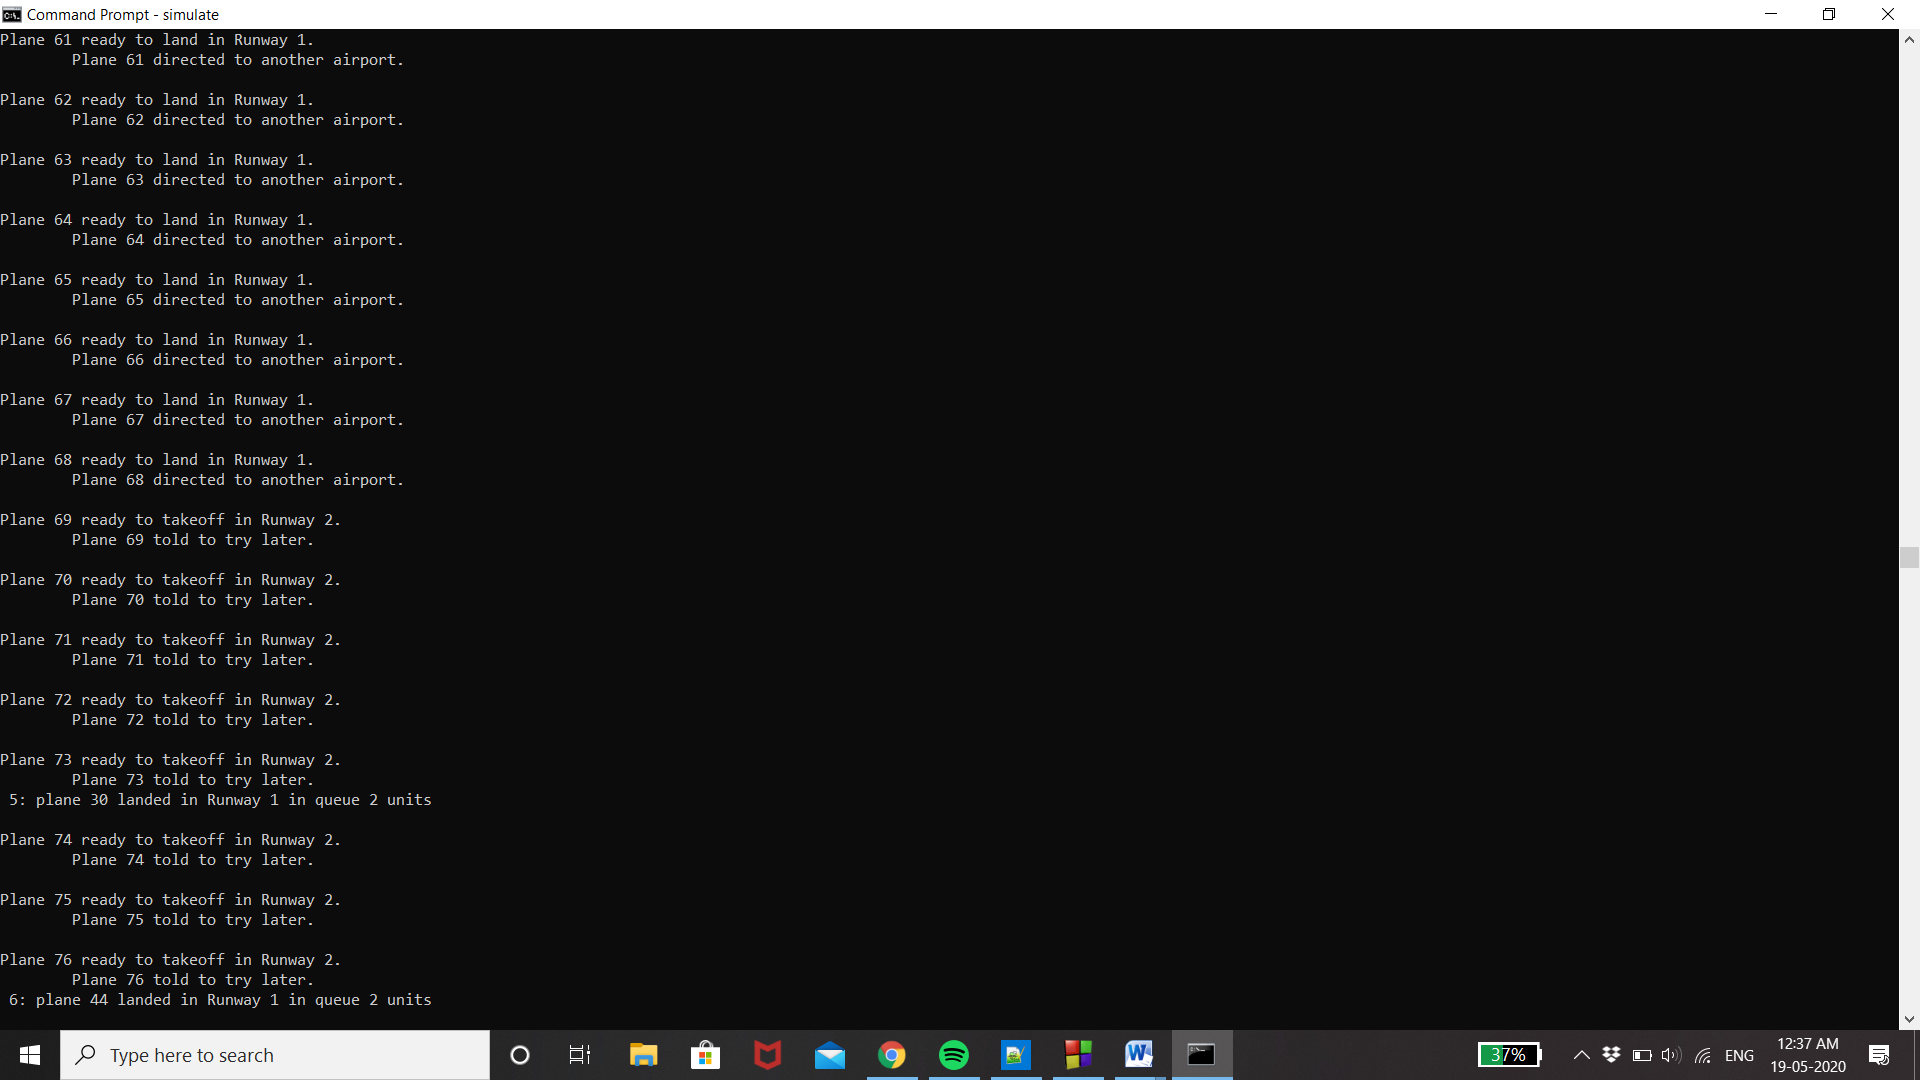 Command Prompt - simulate
Plane 61 ready to land in Runway 1.
Plane 61 directed to another airport.
Plane 62 ready to land in Runway 1.
Plane 62 directed to another airport.
Plane 63 ready to land in Runway 1.
Plane 63 directed to another airport.
Plane 64 ready to land in Runway 1.
Plane 64 directed to another airport.
Plane 65 ready to land in Runway 1.
Plane 65 directed to another airport.
Plane 66 ready to land in Runway 1.
Plane 66 directed to another airport.
Plane 67 ready to land in Runway 1.
Plane 67 directed to another airport.
Plane 68 ready to land in Runway 1.
Plane 68 directed to another airport.
Plane 69 ready to takeoff in Runway 2.
Plane 69 told to try later.
Plane 70 ready to takeoff in Runway 2.
Plane 70 told to try later.
Plane 71 ready to takeoff in Runway 2.
Plane 71 told to try later.
Plane 72 ready to takeoff in Runway 2.
Plane 72 told to try later.
Plane 73 ready to takeoff in Runway 2.
Plane 73 told to try later.
5: plane 30 landed in Runway 1 in queue 2 units
Plane 74 ready to takeoff in Runway 2.
Plane 74 told to try later.
Plane 75 ready to takeoff in Runway 2.
Plane 75 told to try later.
Plane 76 ready to takeoff in Runway 2.
Plane 76 told to try later.
6: plane 44 landed in Runway 1 in queue 2 units
Type here to search
37%
ENG
12:37 AM
19-05-2020